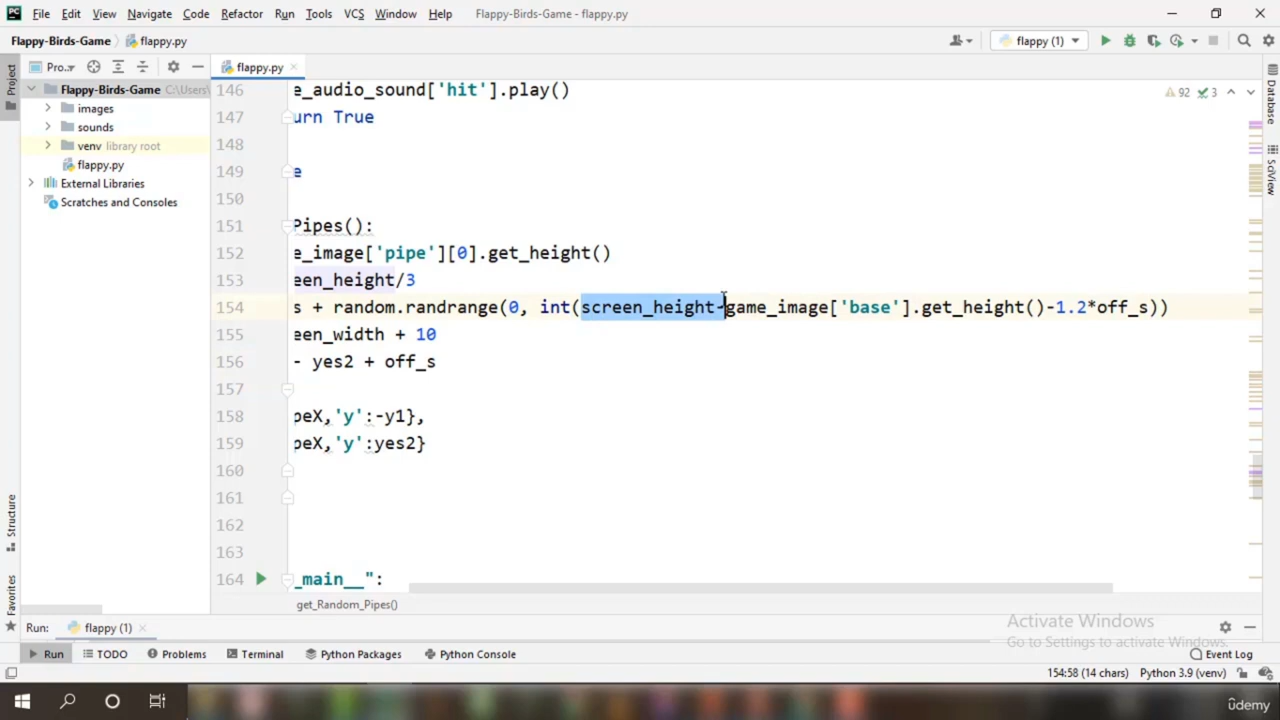 File Edit View Navigate Code Refactor Run Tools VCS Window Help Flappy-Birds-Game - flappy.py
Flappy-Birds-Game flappy.py flappy (1)
Project Pro.. flappy.py
Flappy-Birds-Game C:\Users\
images
sounds
venv library root
flappy.py
External Libraries
Scratches and Consoles
92 3
146 e_audio_sound['hit'].play()
147 urn True
148
149 e
150
151 Pipes():
152 e_image['pipe'][0].get_height()
153 een_height/3
154 s + random.randrange(0, int(screen_height-game_image['base'].get_height()-1.2*off_s))
155 een_width + 10
156 - yes2 + off_s
157
158 peX,'y':-y1},
159 peX,'y':yes2}
160
161
162
163
164 _main__":
get_Random_Pipes()
Database
SciView
Structure
Favorites
Run: flappy (1)
Activate Windows
Go to Settings to activate Windows.
Run TODO Problems Terminal Python Packages Python Console Event Log
154:58 (14 chars) Python 3.9 (venv)
ûdemy